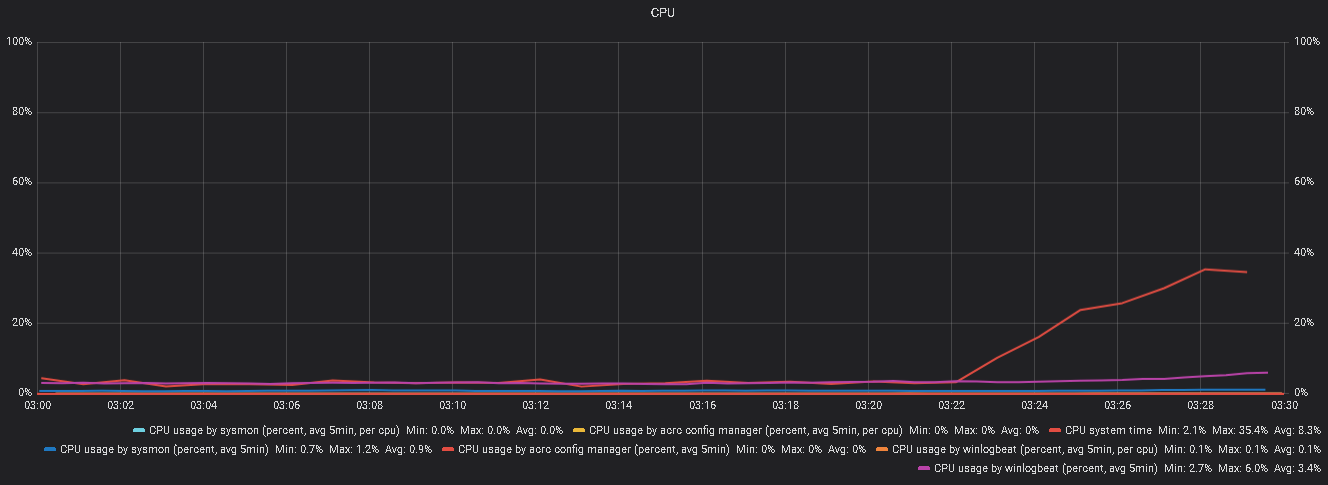 CPU
100% 100%
80% 80%
60% 60%
40% 40%
20% 20%
0% 0%
03:00 03:02 03:04 03:06 03:08 03:10 03:12 03:14 03:16 03:18 03:20 03:22 03:24 03:26 03:28 03:30
CPU usage by sysmon (percent, avg 5min, per cpu) Min: 0.0% Max: 0.0% Avg: 0.0% CPU usage by acrc config manager (percent, avg 5min, per cpu) Min: 0% Max: 0% Avg: 0% CPU system time Min: 2.1% Max: 35.4% Avg: 8.3%
CPU usage by sysmon (percent, avg 5min) Min: 0.7% Max: 1.2% Avg: 0.9% CPU usage by acrc config manager (percent, avg 5min) Min: 0% Max: 0% Avg: 0% CPU usage by winlogbeat (percent, avg 5min, per cpu) Min: 0.1% Max: 0.1% Avg: 0.1%
CPU usage by winlogbeat (percent, avg 5min) Min: 2.7% Max: 6.0% Avg: 3.4%